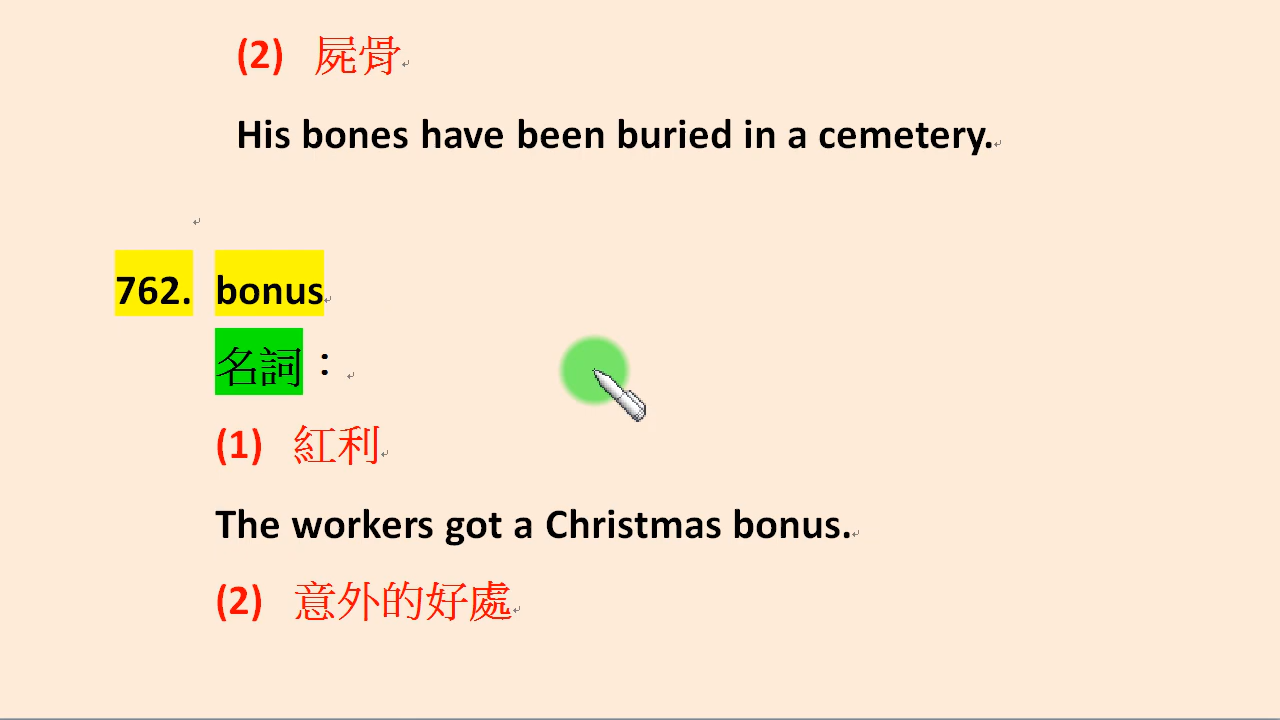 (2) 屍骨
His bones have been buried in a cemetery.
762. bonus
名詞：
(1) 紅利
The workers got a Christmas bonus.
(2) 意外的好處